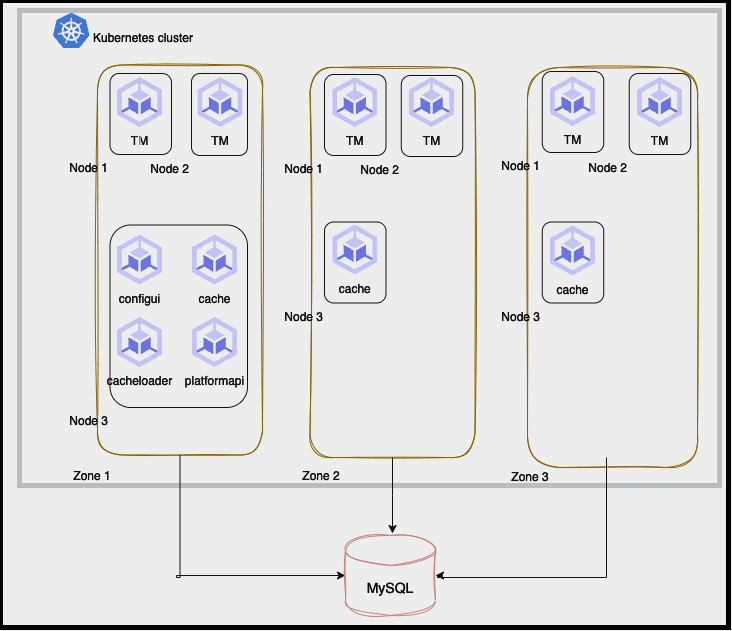 Kubernetes cluster
TM
TM
TM
TM
TM
TM
Node 1
Node 2
Node 1
Node 2
Node 1
Node 2
configui
cache
cache
cache
Node 3
Node 3
cacheloader
platformapi
Node 3
Zone 1
Zone 2
Zone 3
MySQL